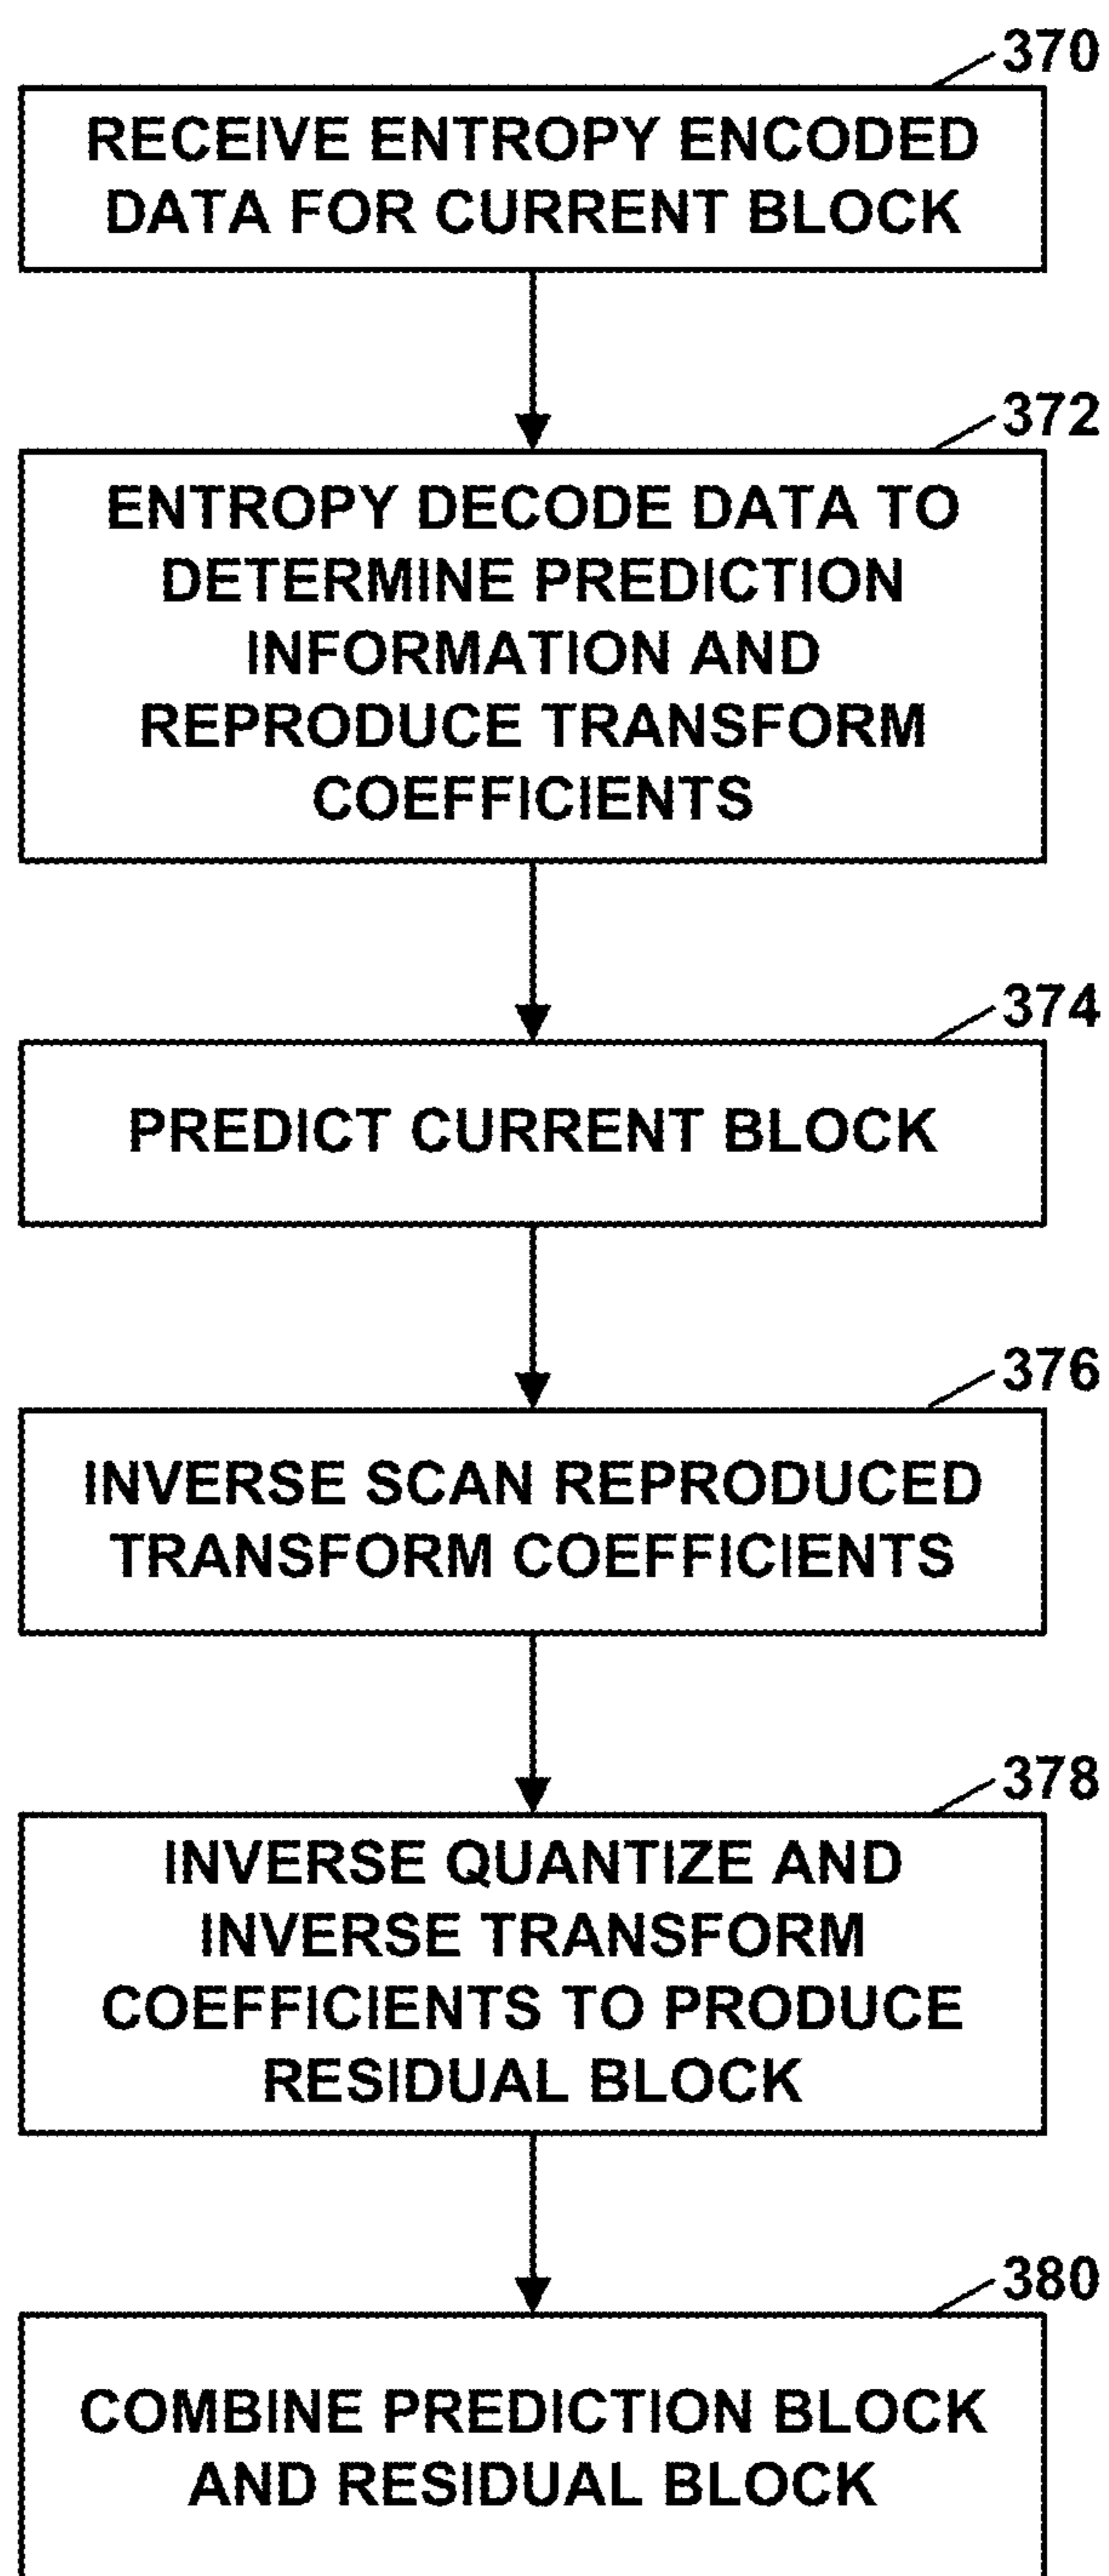 370
RECEIVE ENTROPY ENCODED
DATA FOR CURRENT BLOCK
372
ENTROPY DECODE DATA TO
DETERMINE PREDICTION
INFORMATION AND
REPRODUCE TRANSFORM
COEFFICIENTS
374
PREDICT CURRENT BLOCK
376
INVERSE SCAN REPRODUCED
TRANSFORM COEFFICIENTS
378
INVERSE QUANTIZE AND
INVERSE TRANSFORM
COEFFICIENTS TO PRODUCE
RESIDUAL BLOCK
380
COMBINE PREDICTION BLOCK
AND RESIDUAL BLOCK